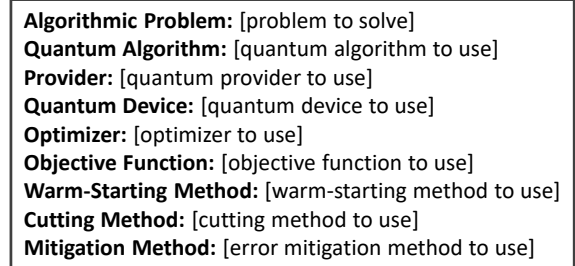 Algorithmic Problem: [problem to solve]
Quantum Algorithm: [quantum algorithm to use]
Provider: [quantum provider to use]
Quantum Device: [quantum device to use]
Optimizer: [optimizer to use]
Objective Function: [objective function to use]
Warm-Starting Method: [warm-starting method to use]
Cutting Method: [cutting method to use]
Mitigation Method: [error mitigation method to use]